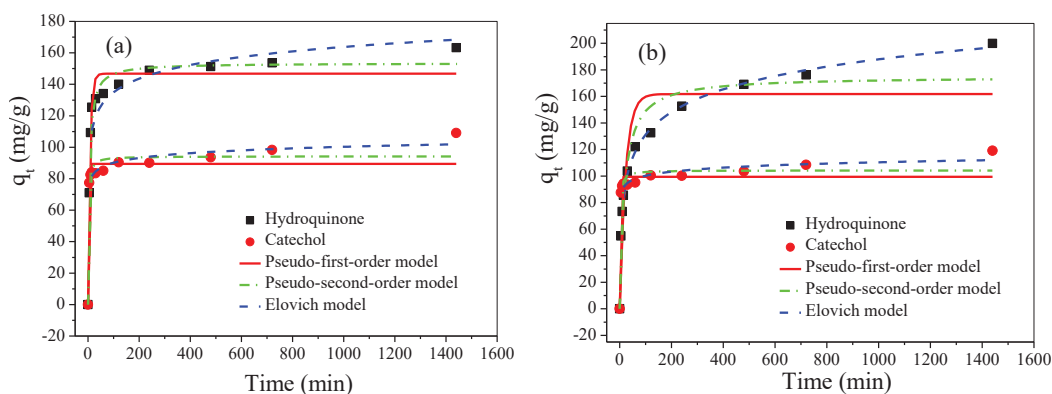 (a)
180
160
140
120
100
80
60
40
20
0
-20
q_t (mg/g)
Hydroquinone
Catechol
Pseudo-first-order model
Pseudo-second-order model
Elovich model
0 200 400 600 800 1000 1200 1400 1600
Time (min)
(b)
200
180
160
140
120
100
80
60
40
20
0
-20
q_t (mg/g)
Hydroquinone
Catechol
Pseudo-first-order model
Pseudo-second-order model
Elovich model
0 200 400 600 800 1000 1200 1400 1600
Time (min)